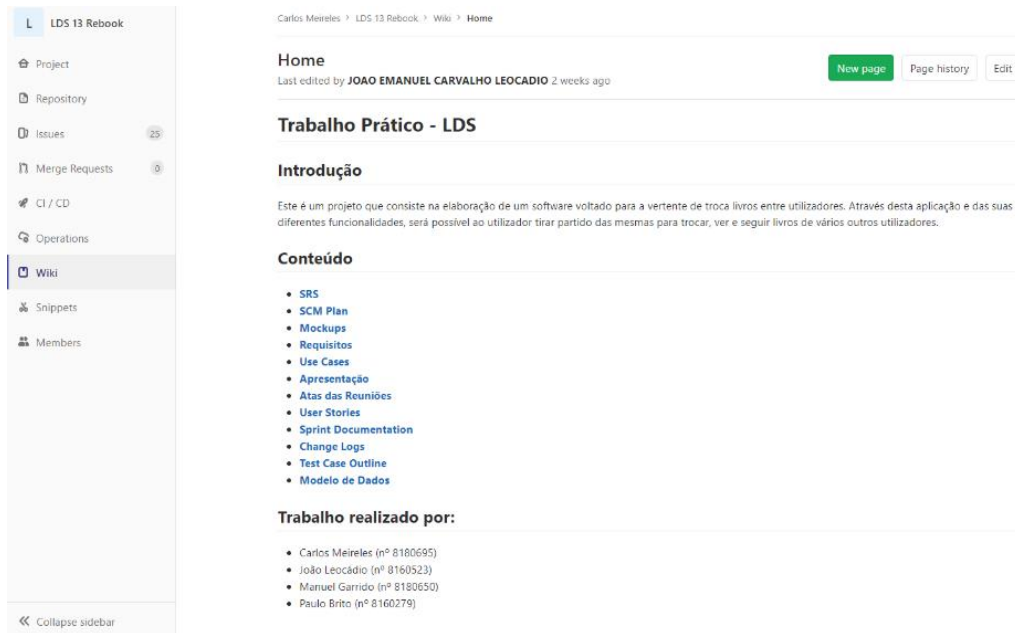 L LDS 13 Rebook
Project
Repository
Issues 25
Merge Requests 0
CI / CD
Operations
Wiki
Snippets
Members
Collapse sidebar
Carlos Meireles > LDS 13 Rebook > Wiki > Home
Home
Last edited by JOAO EMANUEL CARVALHO LEOCADIO 2 weeks ago
New page Page history Edit
Trabalho Prático - LDS
Introdução
Este é um projeto que consiste na elaboração de um software voltado para a vertente de troca livros entre utilizadores. Através desta aplicação e das suas
diferentes funcionalidades, será possível ao utilizador tirar partido das mesmas para trocar, ver e seguir livros de vários outros utilizadores.
Conteúdo
• SRS
• SCM Plan
• Mockups
• Requisitos
• Use Cases
• Apresentação
• Atas das Reuniões
• User Stories
• Sprint Documentation
• Change Logs
• Test Case Outline
• Modelo de Dados
Trabalho realizado por:
• Carlos Meireles (nº 8180695)
• João Leocádio (nº 8160523)
• Manuel Garrido (nº 8180650)
• Paulo Brito (nº 8160279)